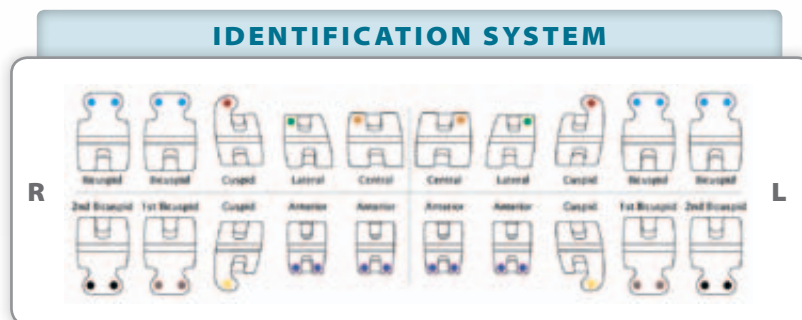 IDENTIFICATION SYSTEM
R
L
Bicuspid Bicuspid Cuspid Lateral Central Central Lateral Cuspid Bicuspid Bicuspid
2nd Bicuspid 1st Bicuspid Cuspid Anterior Anterior Anterior Anterior Cuspid 1st Bicuspid 2nd Bicuspid